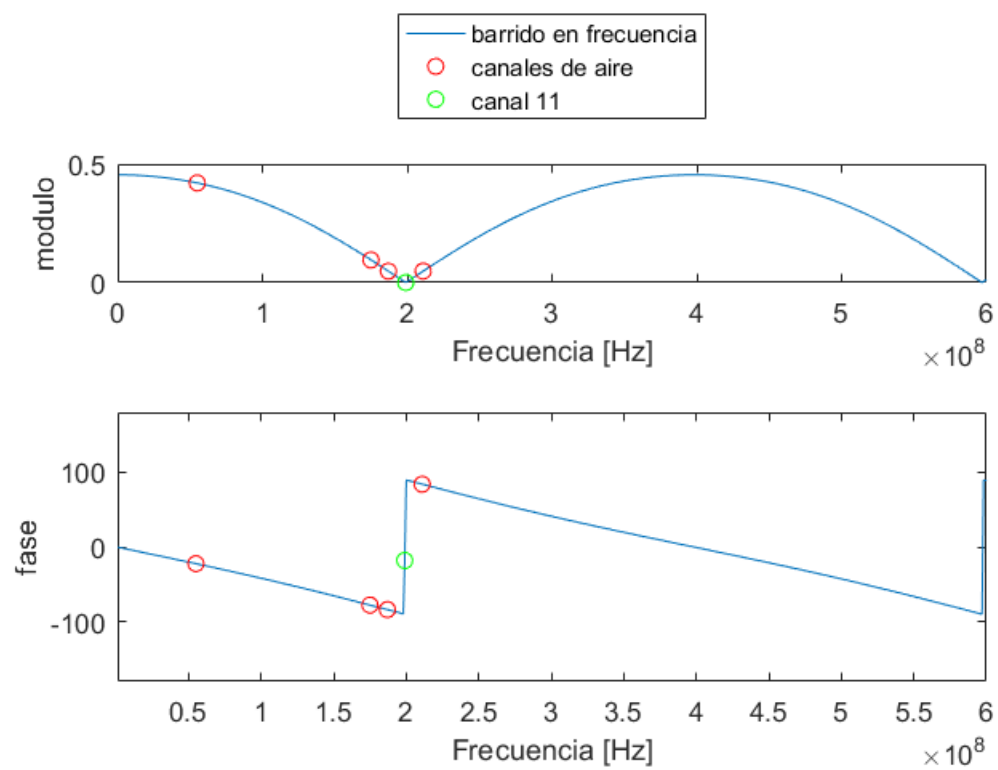 barrido en frecuencia
canales de aire
canal 11
modulo
0.5
0
0 1 2 3 4 5 6
Frecuencia [Hz]
×10^8
fase
100
0
-100
0.5 1 1.5 2 2.5 3 3.5 4 4.5 5 5.5 6
Frecuencia [Hz]
×10^8